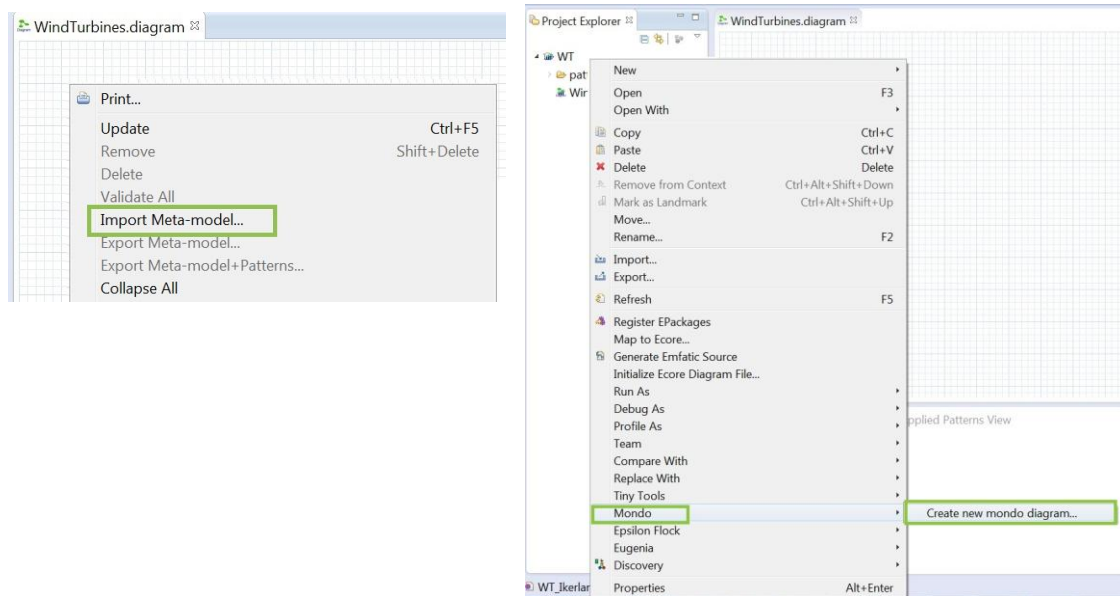 WindTurbines.diagram
Print...
Update Ctrl+F5
Remove Shift+Delete
Delete
Validate All
Import Meta-model...
Export Meta-model...
Export Meta-model+Patterns...
Collapse All
Project Explorer
WindTurbines.diagram
WT
pat
Wir
New
Open F3
Open With
Copy Ctrl+C
Paste Ctrl+V
Delete Delete
Remove from Context Ctrl+Alt+Shift+Down
Mark as Landmark Ctrl+Alt+Shift+Up
Move...
Rename... F2
Import...
Export...
Refresh F5
Register EPackages
Map to Ecore...
Generate Emfatic Source
Initialize Ecore Diagram File...
Run As
Debug As
Profile As
pplied Patterns View
Team
Compare With
Replace With
Tiny Tools
Mondo Create new mondo diagram...
Epsilon Flock
Eugenia
Discovery
WT_Ikerlar
Properties Alt+Enter